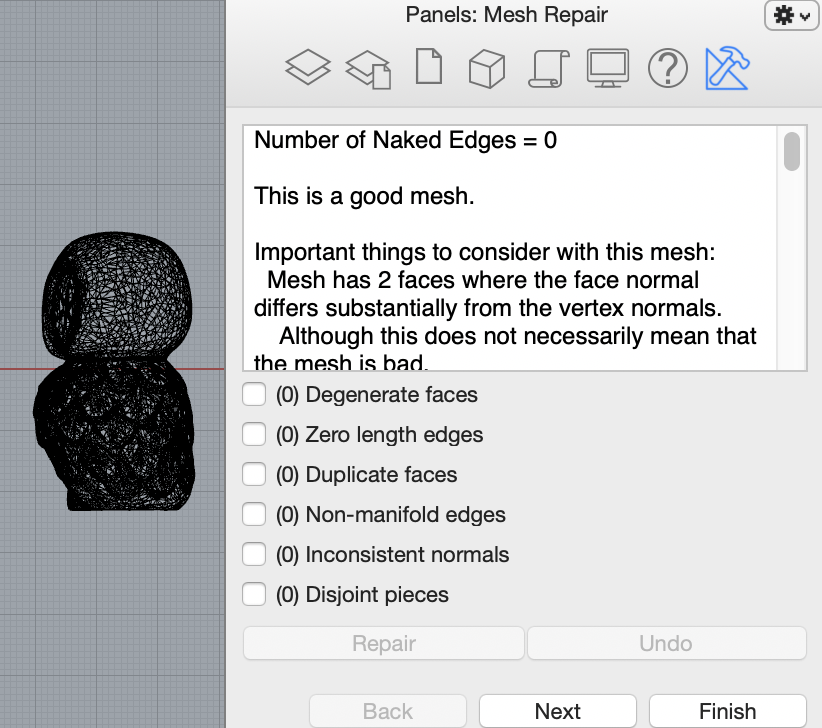 Panels: Mesh Repair
Number of Naked Edges = 0
This is a good mesh.
Important things to consider with this mesh:
Mesh has 2 faces where the face normal
differs substantially from the vertex normals.
Although this does not necessarily mean that
the mesh is bad.
(0) Degenerate faces
(0) Zero length edges
(0) Duplicate faces
(0) Non-manifold edges
(0) Inconsistent normals
(0) Disjoint pieces
Repair
Undo
Back
Next
Finish